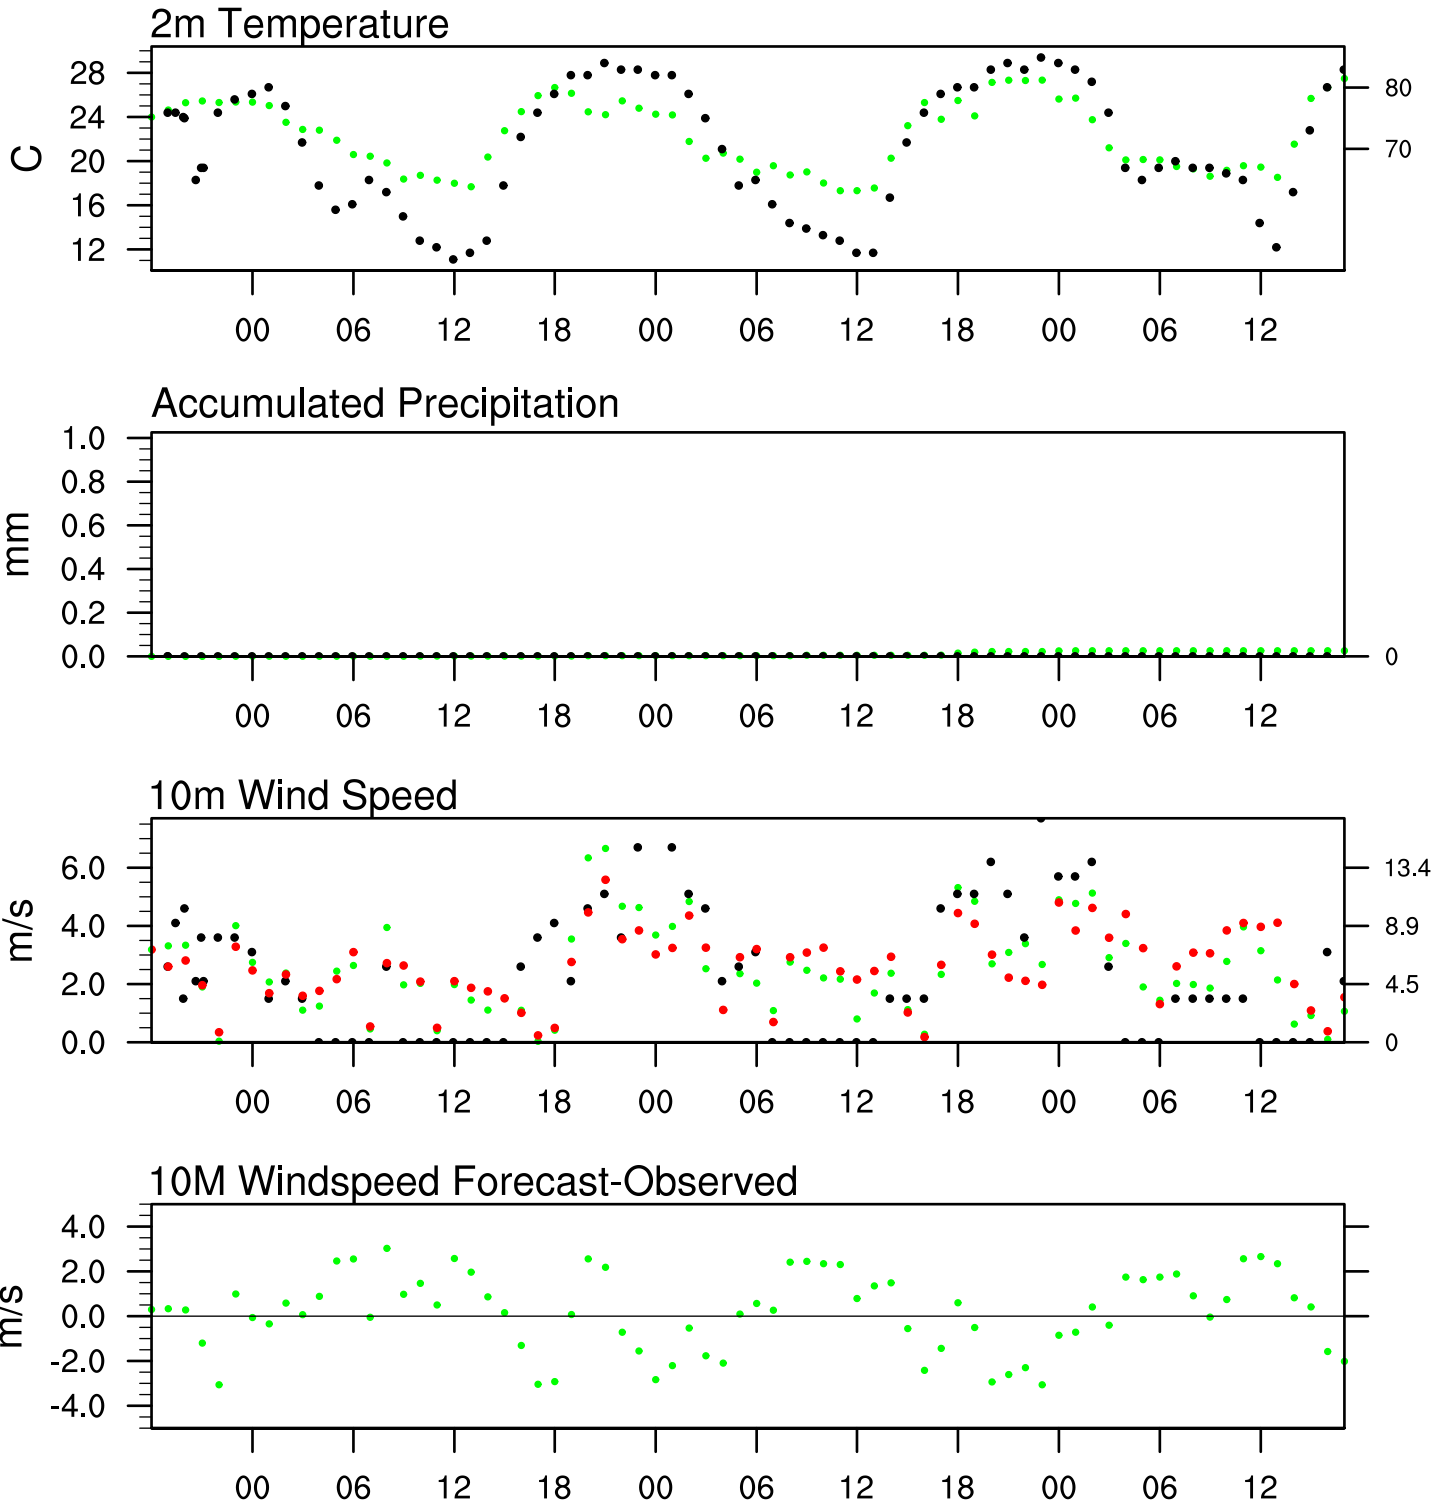 2m Temperature
28
24
20
16
12
C
80
70
00 06 12 18 00 06 12 18 00 06 12
Accumulated Precipitation
1.0
0.8
0.6
0.4
0.2
0.0
mm
0
00 06 12 18 00 06 12 18 00 06 12
10m Wind Speed
6.0
4.0
2.0
0.0
m/s
13.4
8.9
4.5
0
00 06 12 18 00 06 12 18 00 06 12
10M Windspeed Forecast-Observed
4.0
2.0
0.0
-2.0
-4.0
m/s
00 06 12 18 00 06 12 18 00 06 12